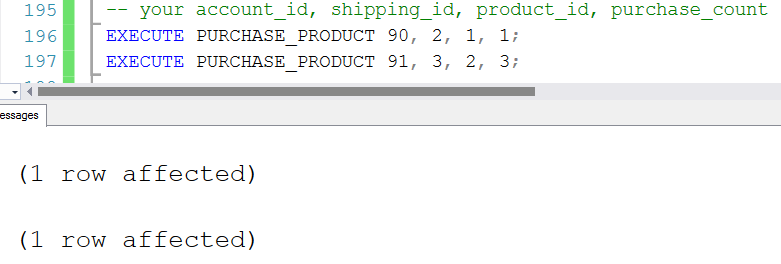 195 -- your account_id, shipping_id, product_id, purchase_count
196 EXECUTE PURCHASE_PRODUCT 90, 2, 1, 1;
197 EXECUTE PURCHASE_PRODUCT 91, 3, 2, 3;
essages
(1 row affected)
(1 row affected)